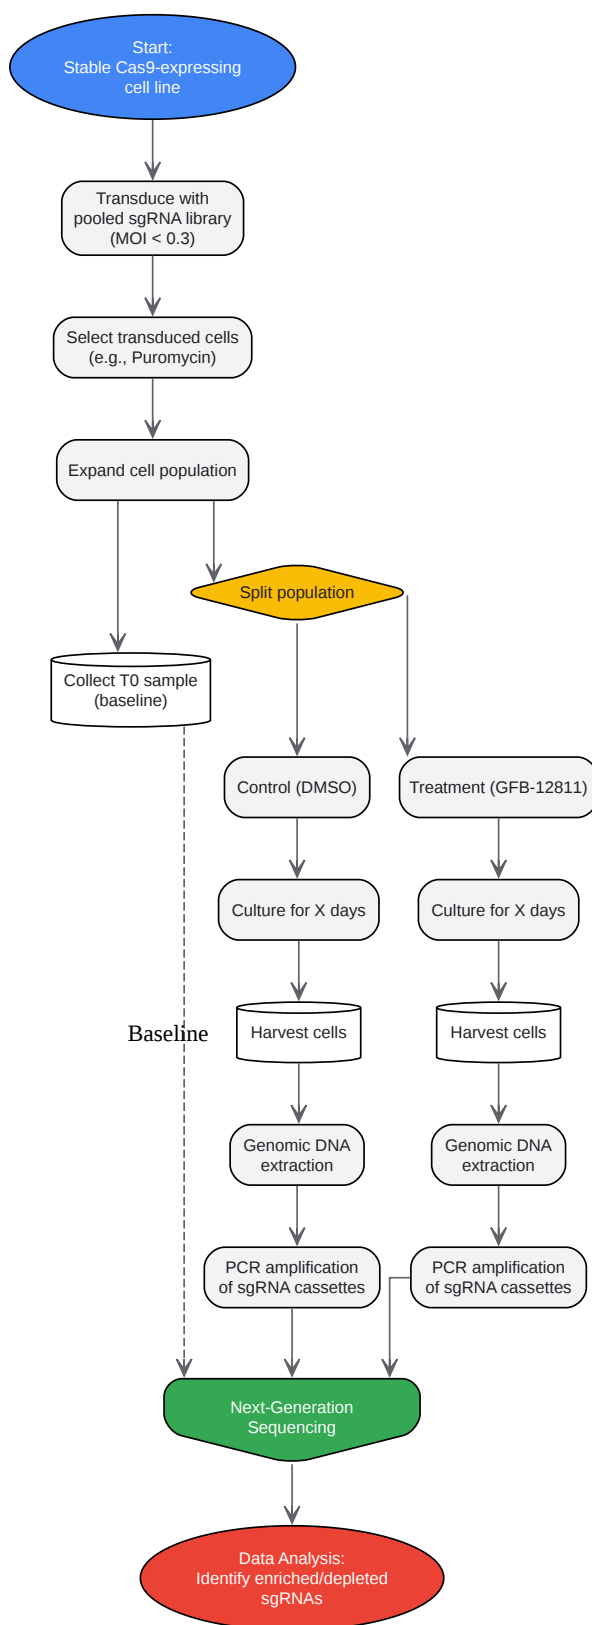 Start:
Stable Cas9-expressing
cell line
Transduce with
pooled sgRNA library
(MOI < 0.3)
Select transduced cells
(e.g., Puromycin)
Expand cell population
Split population
Collect T0 sample
(baseline)
Control (DMSO)
Treatment (GFB-12811)
Culture for X days
Culture for X days
Baseline
Harvest cells
Harvest cells
Genomic DNA
extraction
Genomic DNA
extraction
PCR amplification
of sgRNA cassettes
PCR amplification
of sgRNA cassettes
Next-Generation
Sequencing
Data Analysis:
Identify enriched/depleted
sgRNAs